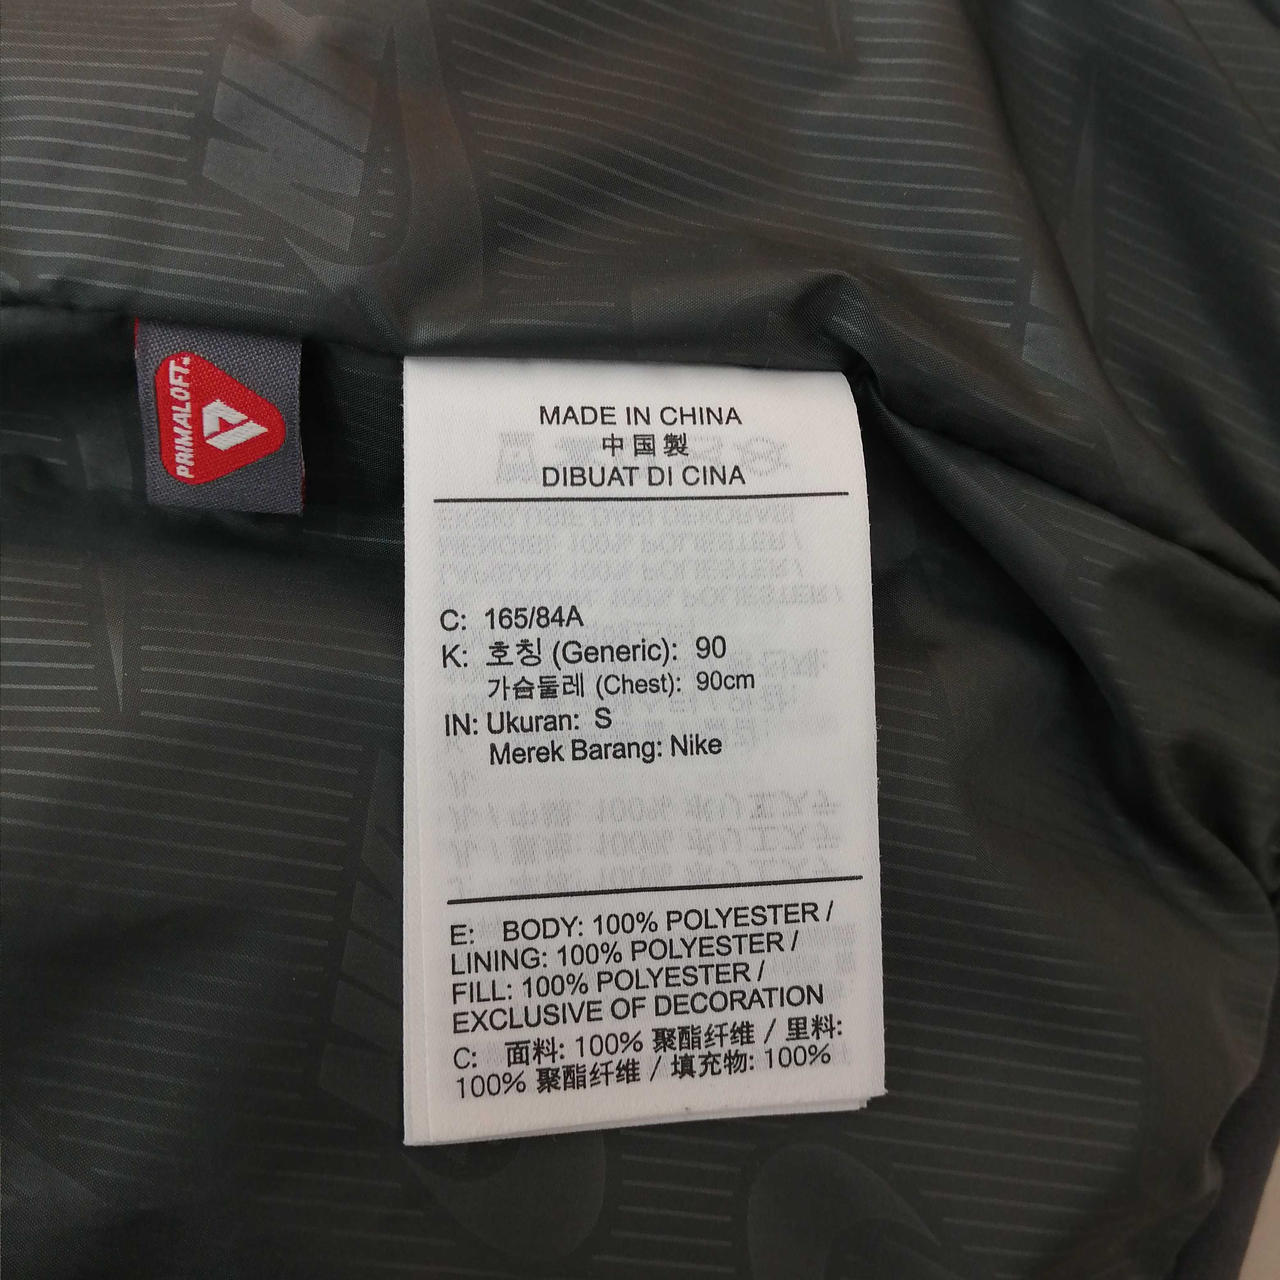 PRIMALOFT
MADE IN CHINA
中国製
DIBUAT DI CINA
C: 165/84A
K: 호칭 (Generic): 90
가슴둘레 (Chest): 90cm
IN: Ukuran: S
Merek Barang: Nike
E: BODY: 100% POLYESTER /
LINING: 100% POLYESTER /
FILL: 100% POLYESTER /
EXCLUSIVE OF DECORATION
C: 面料: 100% 聚酯纤维 / 里料:
100% 聚酯纤维 / 填充物: 100%